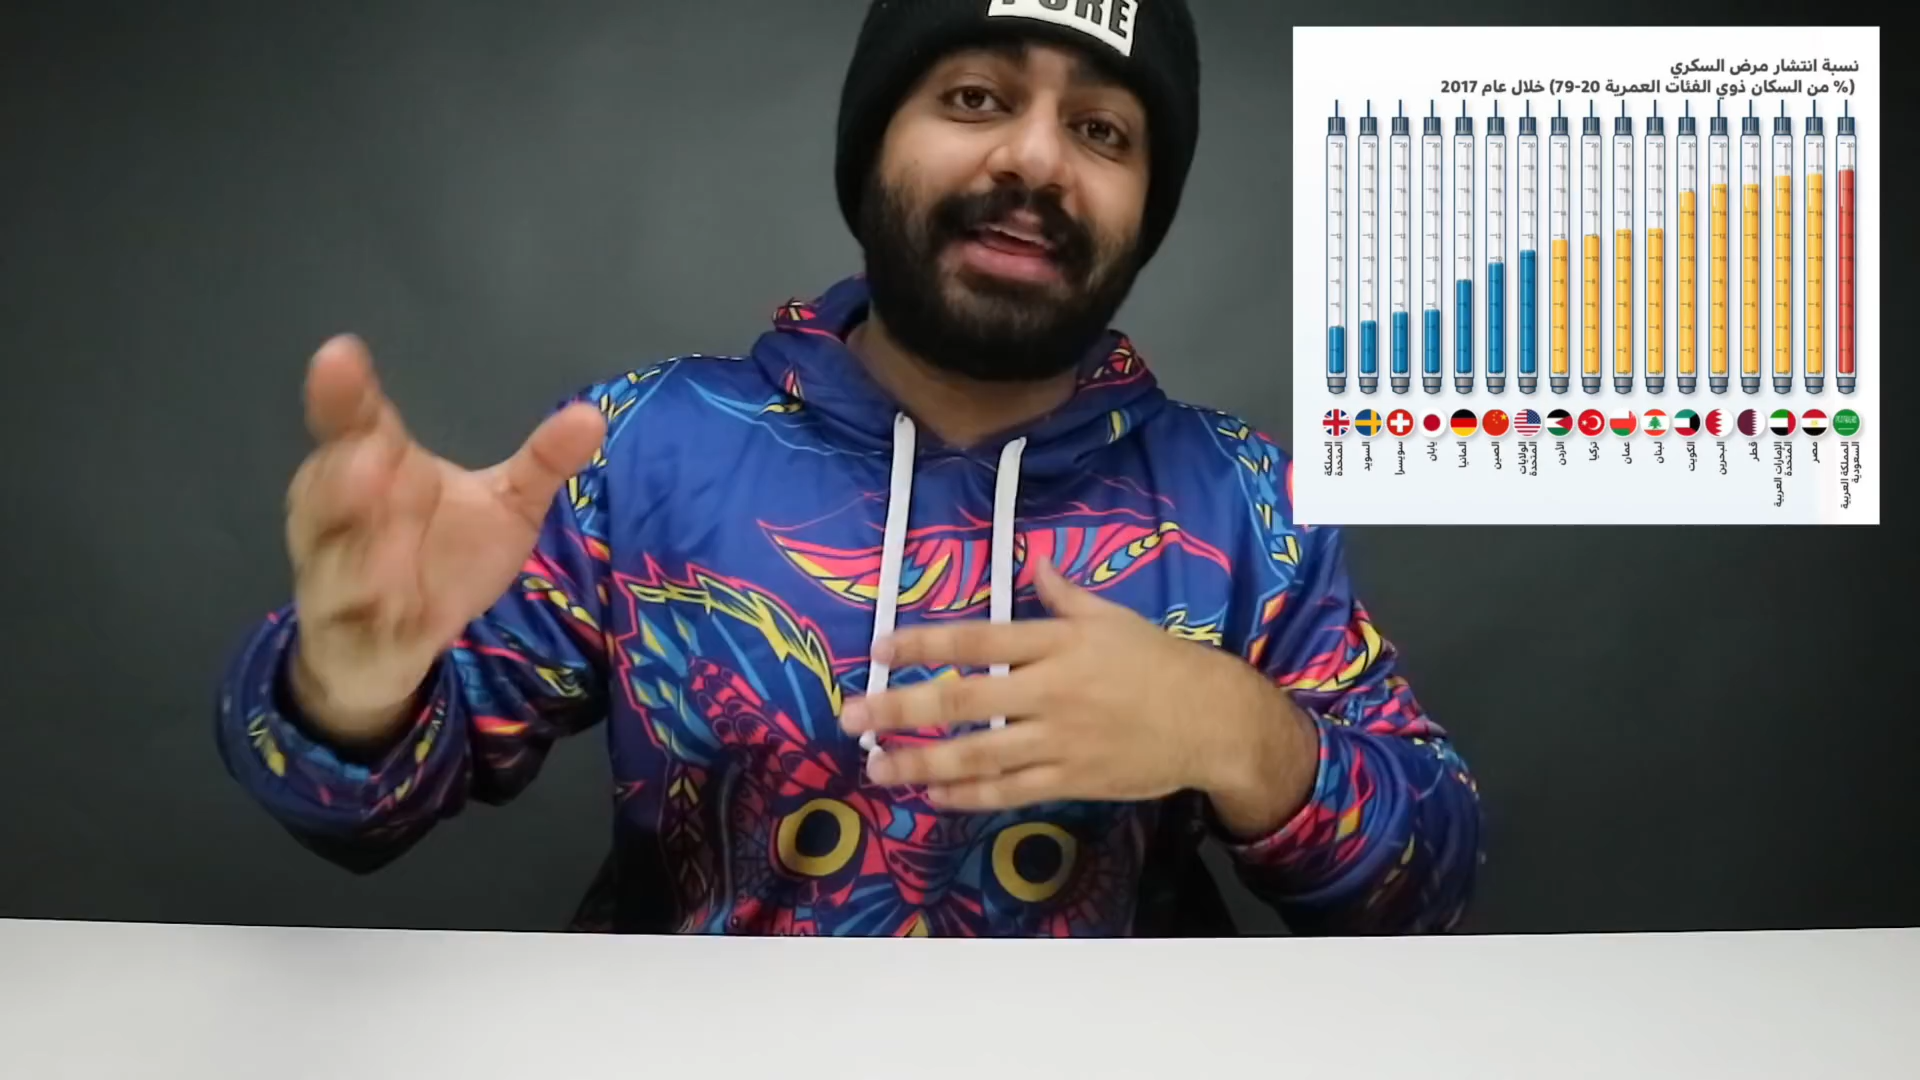 PURE
نسبة انتشار مرض السكري
(% من السكان ذوي الفئات العمرية 20-79) خلال عام 2017
المملكة المتحدة
السويد
سويسرا
يابان
ألمانيا
الصين
الولايات المتحدة
الأردن
تركيا
عمان
لبنان
الكويت
البحرين
قطر
الإمارات العربية المتحدة
مصر
المملكة العربية السعودية